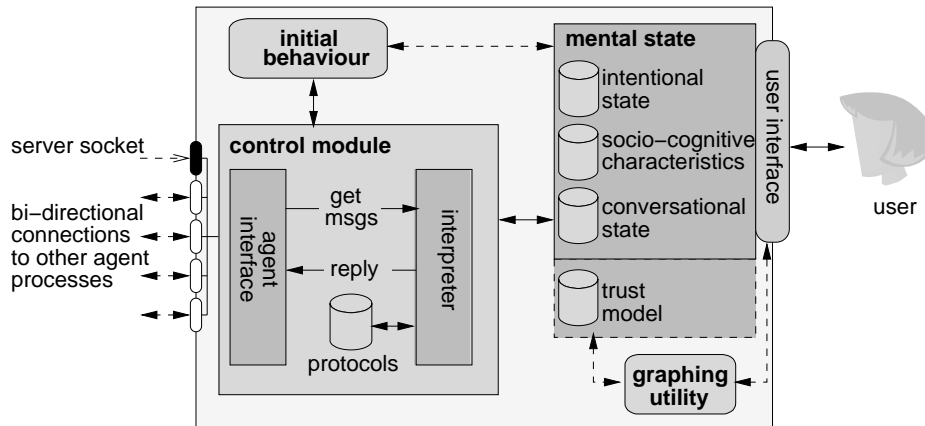 initial
behaviour
mental state
intentional
state
socio−cognitive
characteristics
conversational
state
trust
model
user interface
user
server socket
bi−directional
connections
to other agent
processes
control module
agent
interface
get
msgs
reply
protocols
interpreter
graphing
utility